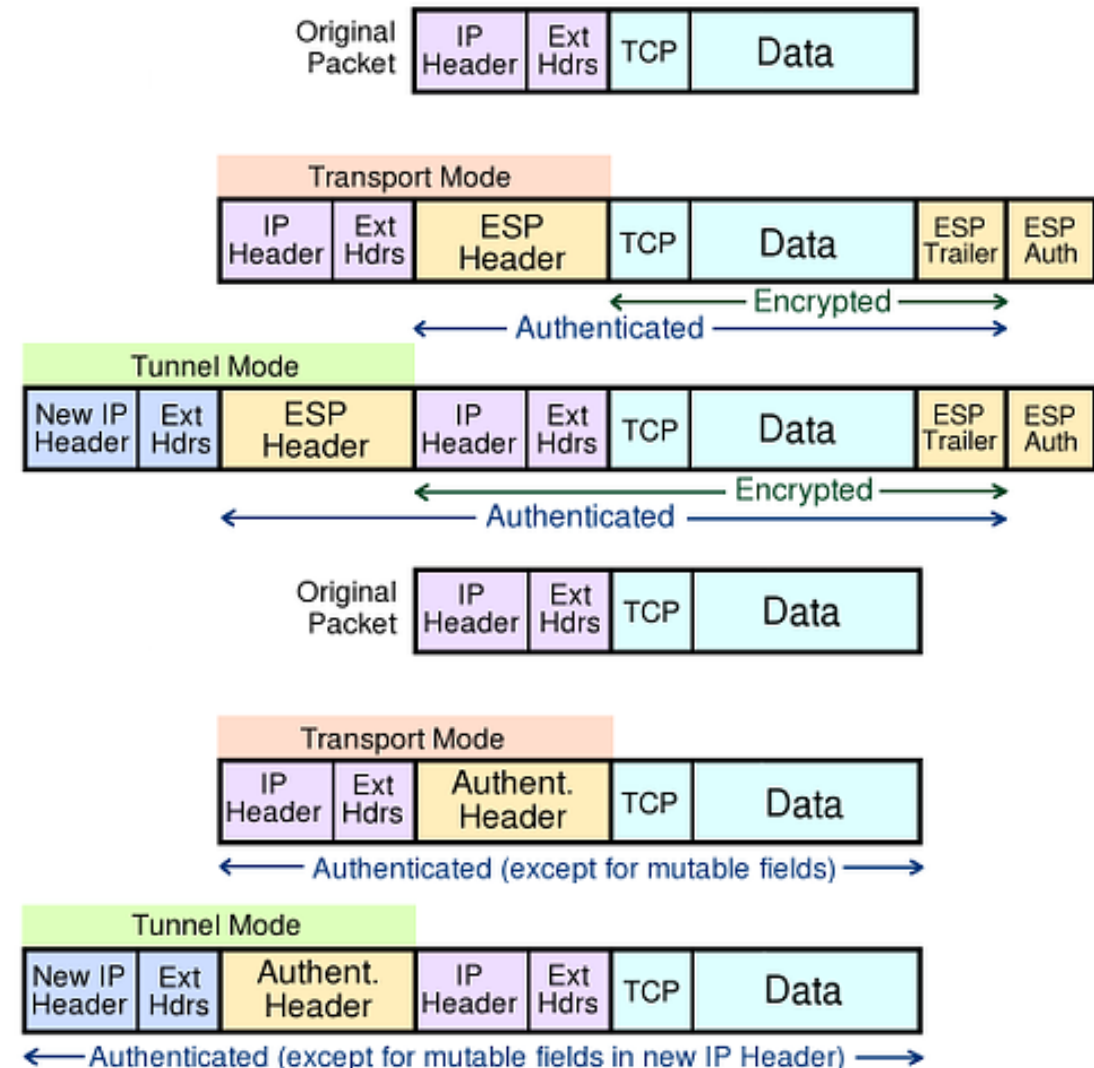 Original Packet
IP Header
Ext Hdrs
TCP
Data
Transport Mode
IP Header
Ext Hdrs
ESP Header
TCP
Data
ESP Trailer
ESP Auth
Encrypted
Authenticated
Tunnel Mode
New IP Header
Ext Hdrs
ESP Header
IP Header
Ext Hdrs
TCP
Data
ESP Trailer
ESP Auth
Encrypted
Authenticated
Original Packet
IP Header
Ext Hdrs
TCP
Data
Transport Mode
IP Header
Ext Hdrs
Authent. Header
TCP
Data
Authenticated (except for mutable fields)
Tunnel Mode
New IP Header
Ext Hdrs
Authent. Header
IP Header
Ext Hdrs
TCP
Data
Authenticated (except for mutable fields in new IP Header)